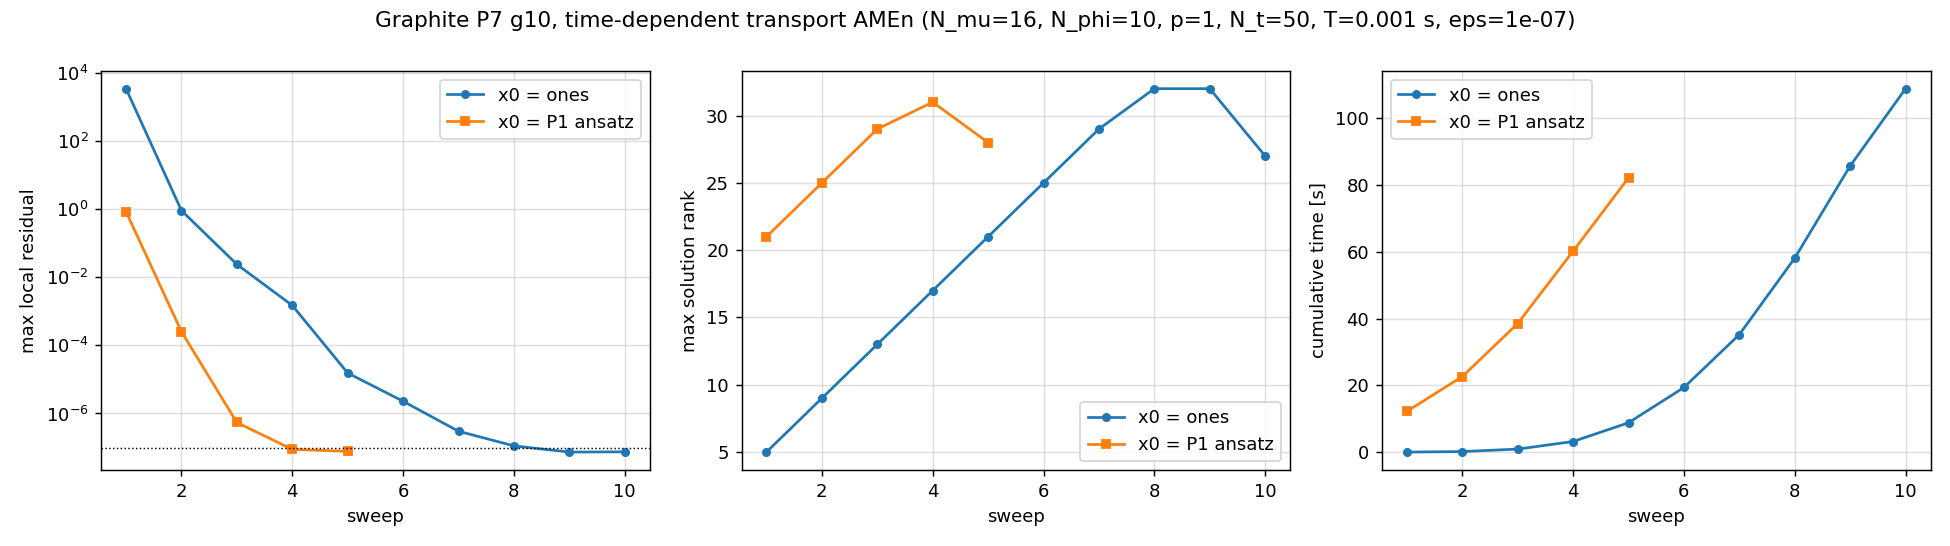 Graphite P7 g10, time-dependent transport AMEn (N_mu=16, N_phi=10, p=1, N_t=50, T=0.001 s, eps=1e-07)
max local residual
10^4
10^2
10^0
10^−2
10^−4
10^−6
x0 = ones
x0 = P1 ansatz
2 4 6 8 10
sweep
max solution rank
30
25
20
15
10
5
x0 = ones
x0 = P1 ansatz
2 4 6 8 10
sweep
cumulative time [s]
100
80
60
40
20
0
x0 = ones
x0 = P1 ansatz
2 4 6 8 10
sweep